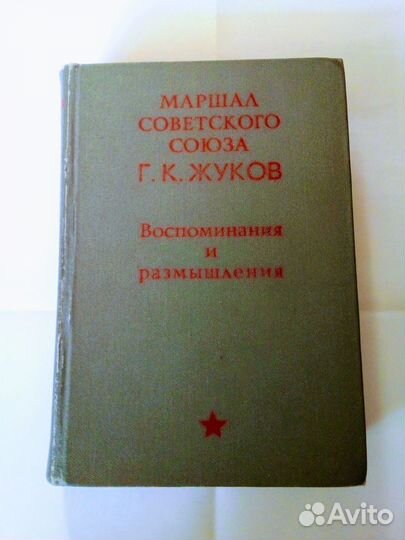 МАРШАЛ
СОВЕТСКОГО
СОЮЗА
Г. К. ЖУКОВ
Воспоминания
и
размышления
Avito